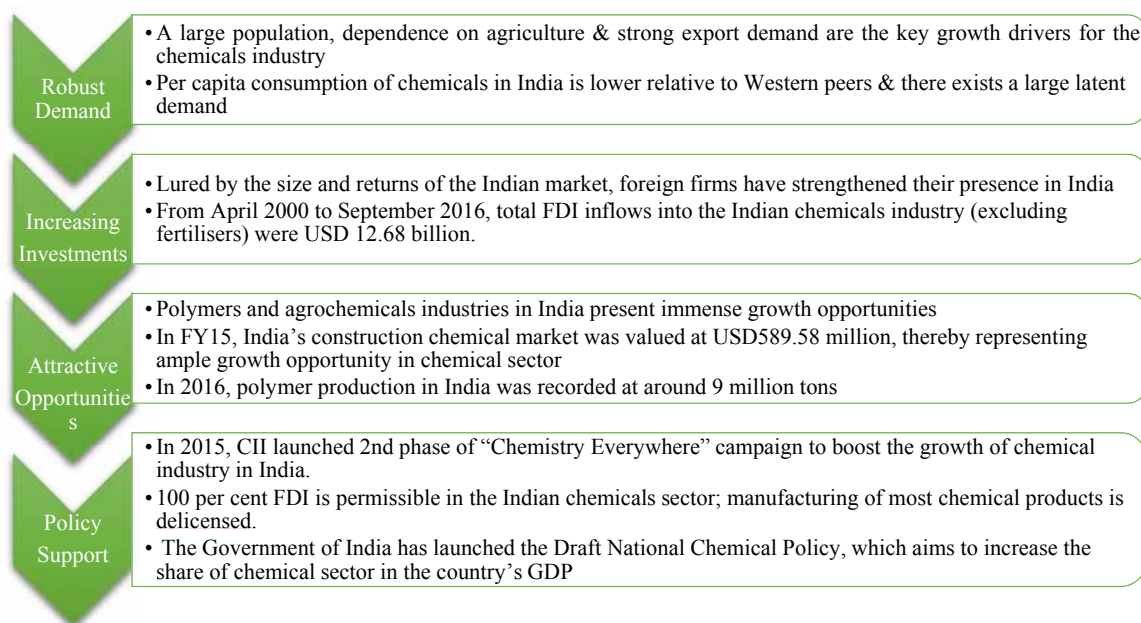 Robust
Demand
• A large population, dependence on agriculture & strong export demand are the key growth drivers for the
chemicals industry
• Per capita consumption of chemicals in India is lower relative to Western peers & there exists a large latent
demand
Increasing
Investments
• Lured by the size and returns of the Indian market, foreign firms have strengthened their presence in India
• From April 2000 to September 2016, total FDI inflows into the Indian chemicals industry (excluding
fertilisers) were USD 12.68 billion.
Attractive
Opportunitie
s
• Polymers and agrochemicals industries in India present immense growth opportunities
• In FY15, India’s construction chemical market was valued at USD589.58 million, thereby representing
ample growth opportunity in chemical sector
• In 2016, polymer production in India was recorded at around 9 million tons
Policy
Support
• In 2015, CII launched 2nd phase of “Chemistry Everywhere” campaign to boost the growth of chemical
industry in India.
• 100 per cent FDI is permissible in the Indian chemicals sector; manufacturing of most chemical products is
delicensed.
• The Government of India has launched the Draft National Chemical Policy, which aims to increase the
share of chemical sector in the country’s GDP